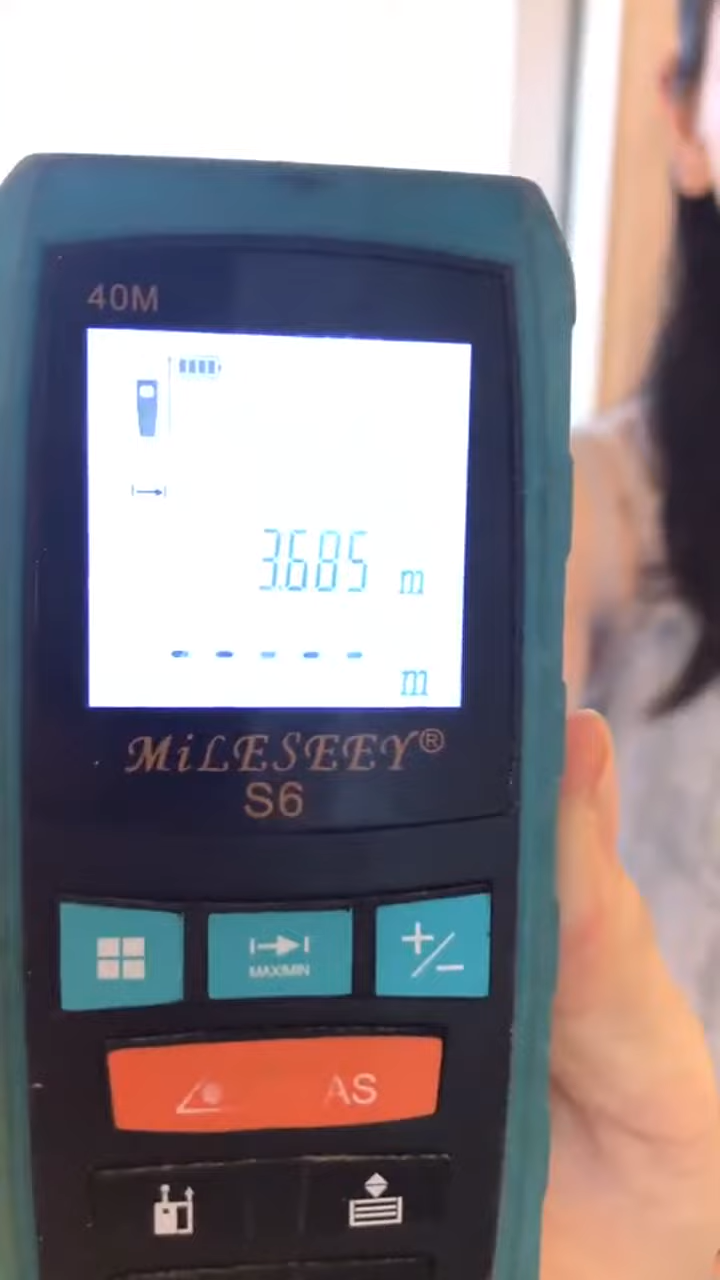 40M
3.685 m
- - - - - m
MiLESEEY®
S6
MAX/MIN
+/−
AS